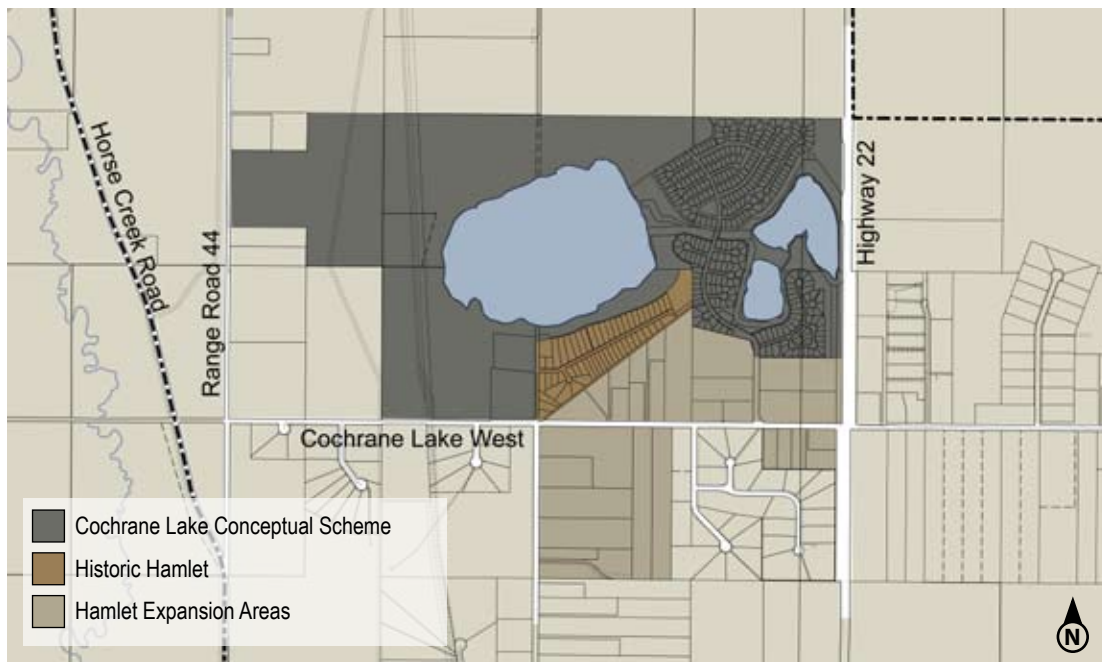 Horse Creek Road
Range Road 44
Highway 22
Cochrane Lake West
Cochrane Lake Conceptual Scheme
Historic Hamlet
Hamlet Expansion Areas
N